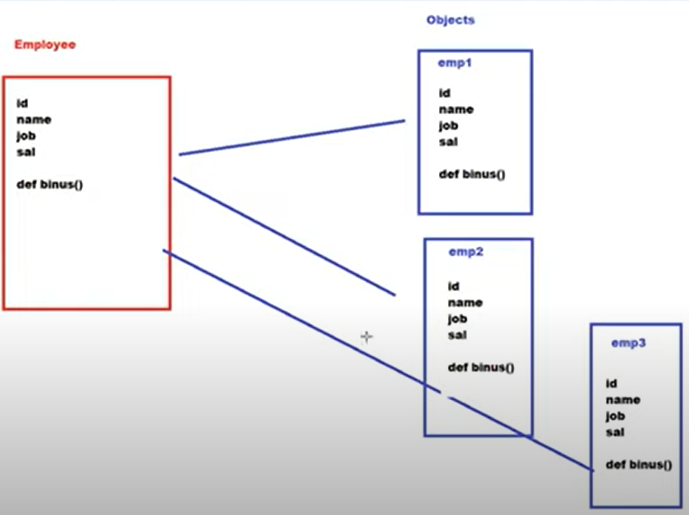 Employee
id
name
job
sal
def binus()
Objects
emp1
id
name
job
sal
def binus()
emp2
id
name
job
sal
def binus()
emp3
id
name
job
sal
def binus()